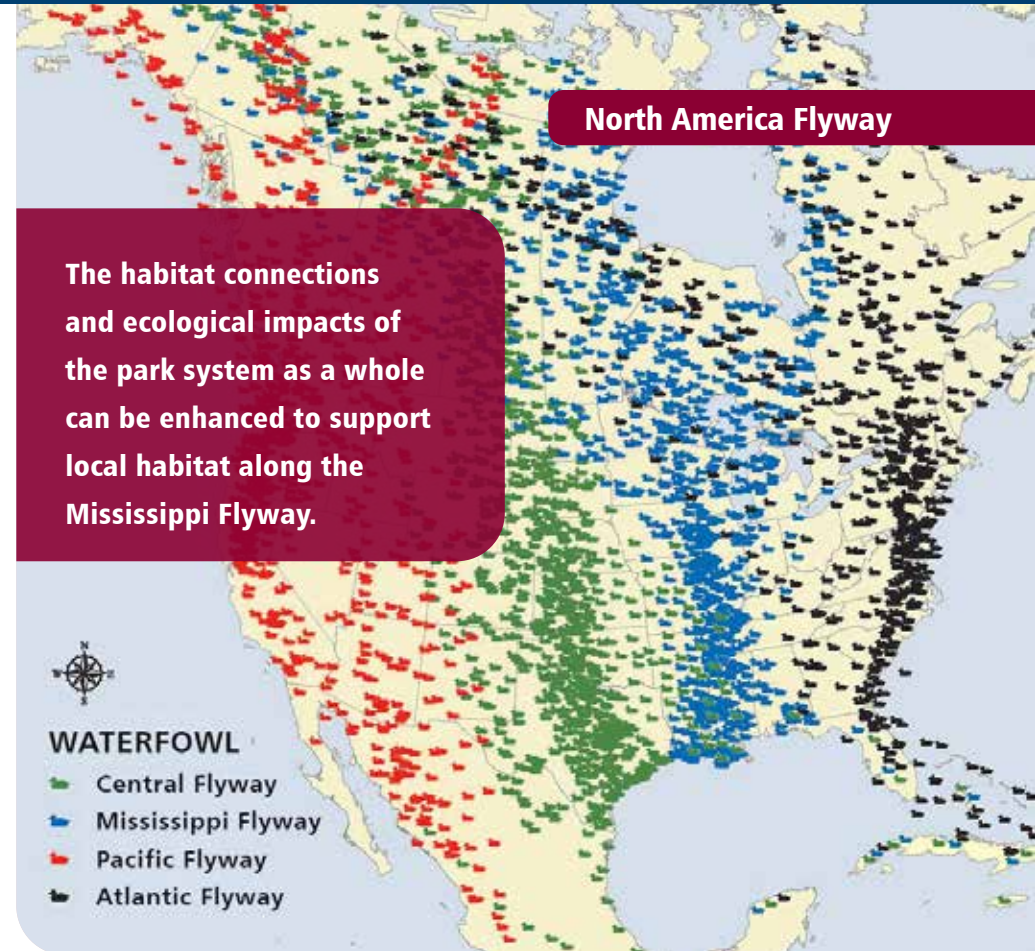 North America Flyway
The habitat connections
and ecological impacts of
the park system as a whole
can be enhanced to support
local habitat along the
Mississippi Flyway.
N
W E
S
WATERFOWL
Central Flyway
Mississippi Flyway
Pacific Flyway
Atlantic Flyway